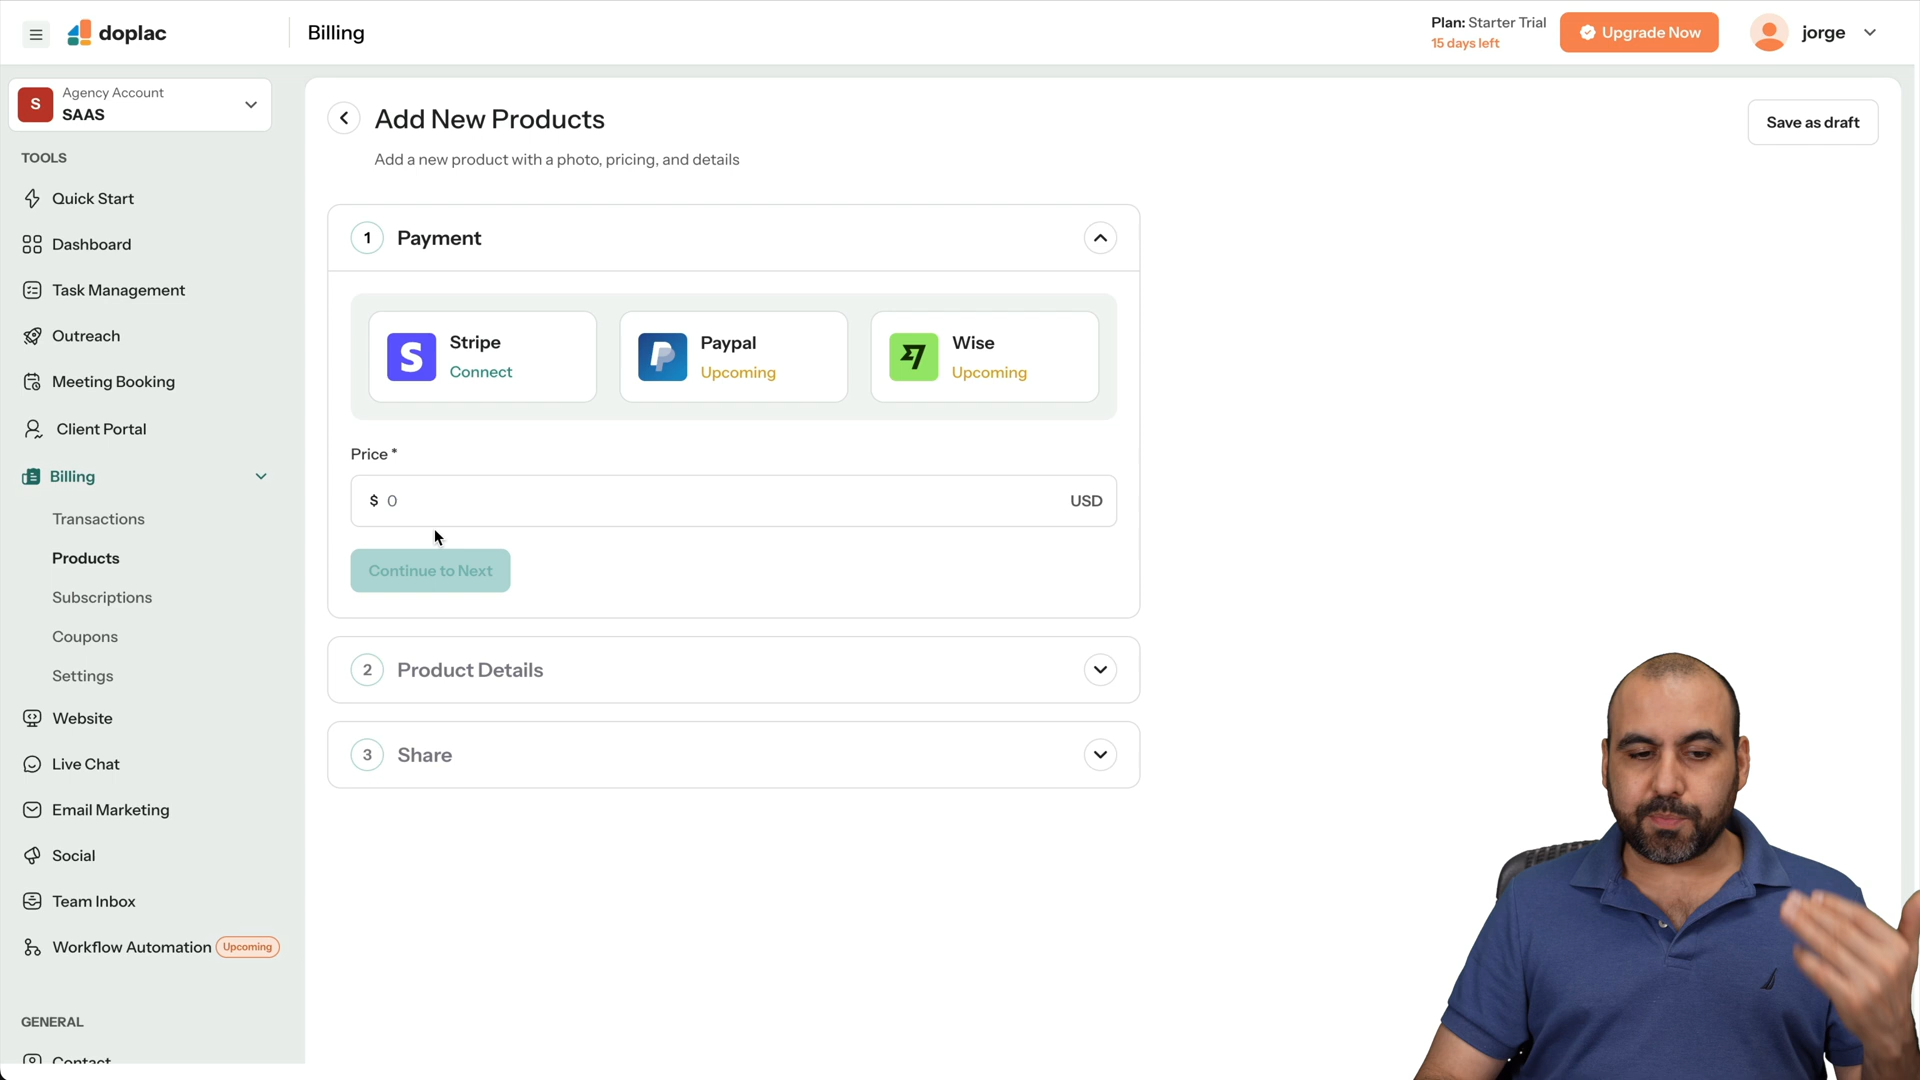 doplac
Billing
Plan: Starter Trial
15 days left
Upgrade Now
jorge
S
Agency Account
SAAS
TOOLS
Quick Start
Dashboard
Task Management
Outreach
Meeting Booking
Client Portal
Billing
Transactions
Products
Subscriptions
Coupons
Settings
Website
Live Chat
Email Marketing
Social
Team Inbox
Workflow Automation Upcoming
GENERAL
Contact
Add New Products
Add a new product with a photo, pricing, and details
Save as draft
1 Payment
S
Stripe
Connect
Paypal
Upcoming
Wise
Upcoming
Price *
$ 0 USD
Continue to Next
2 Product Details
3 Share